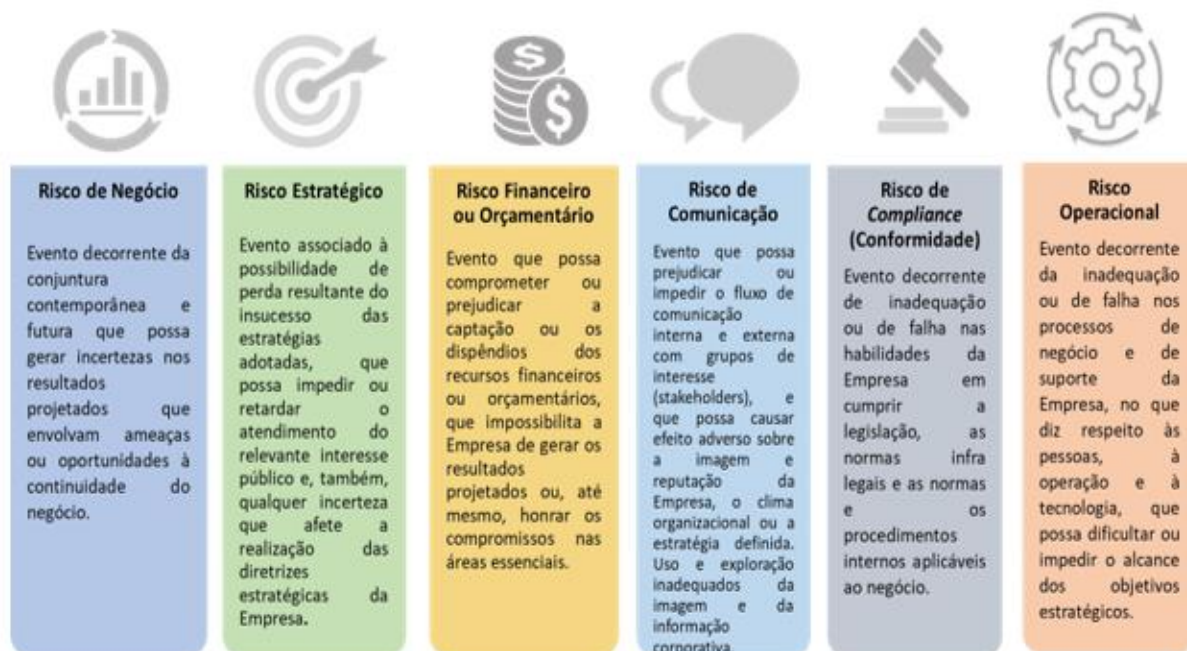 Risco de Negócio
Evento decorrente da
conjuntura
contemporânea e
futura que possa
gerar incertezas nos
resultados
projetados que
envolvam ameaças
ou oportunidades à
continuidade do
negócio.
Risco Estratégico
Evento associado à
possibilidade de
perda resultante do
insucesso das
estratégias
adotadas, que
possa impedir ou
retardar o
atendimento do
relevante interesse
público e, também,
qualquer incerteza
que afete a
realização das
diretrizes
estratégicas da
Empresa.
Risco Financeiro
ou Orçamentário
Evento que possa
comprometer ou
prejudicar a
captação ou os
dispêndios dos
recursos financeiros
ou orçamentários,
que impossibilita a
Empresa de gerar os
resultados
projetados ou, até
mesmo, honrar os
compromissos nas
áreas essenciais.
Risco de
Comunicação
Evento que possa
prejudicar ou
impedir o fluxo de
comunicação
interna e externa
com grupos de
interesse
(stakeholders), e
que possa causar
efeito adverso sobre
a imagem e
reputação da
Empresa, o clima
organizacional ou a
estratégia definida.
Uso e exploração
inadequados da
imagem e da
informação
corporativa.
Risco de
Compliance
(Conformidade)
Evento decorrente
de inadequação
ou de falha nas
habilidades da
Empresa em
cumprir a
legislação, as
normas infra
legais e as normas
e os
procedimentos
internos aplicáveis
ao negócio.
Risco
Operacional
Evento decorrente
da inadequação
ou de falha nos
processos de
negócio e de
suporte da
Empresa, no que
diz respeito às
pessoas, à
operação e à
tecnologia, que
possa dificultar ou
impedir o alcance
dos objetivos
estratégicos.